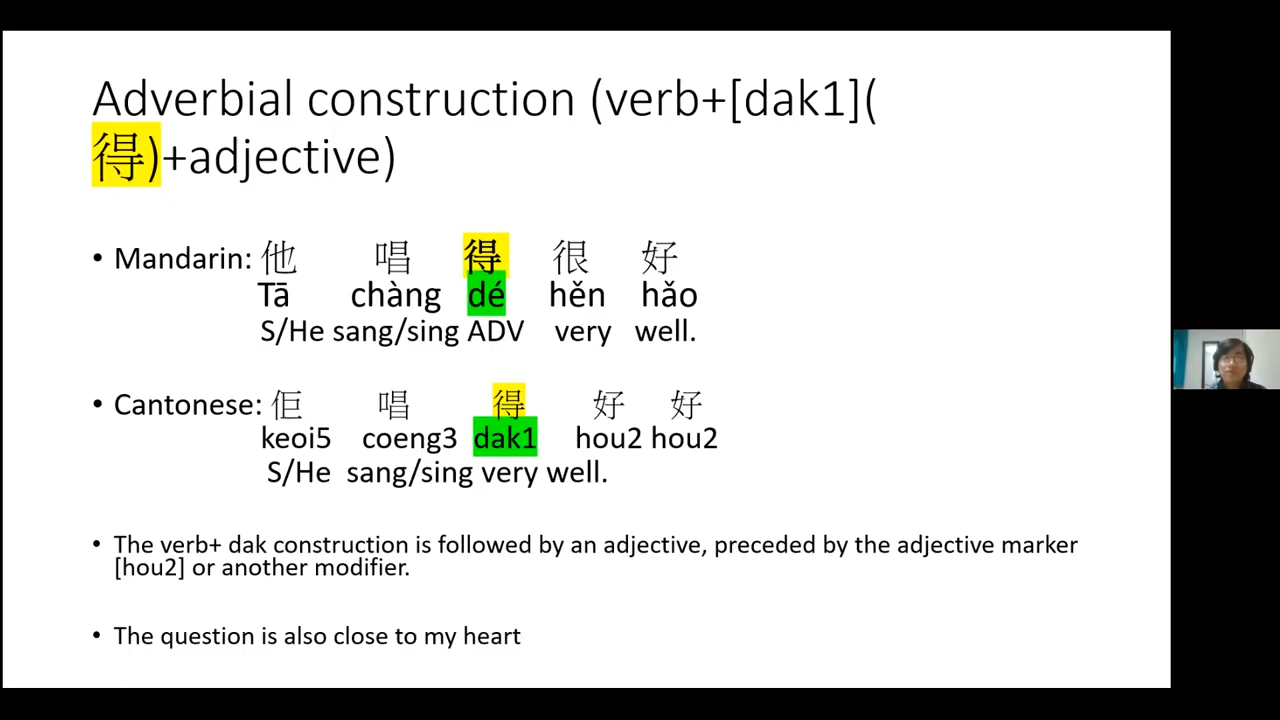 Adverbial construction (verb+[dak1](
得)+adjective)
• Mandarin: 他 唱 得 很 好
Tā chàng dé hěn hǎo
S/He sang/sing ADV very well.
• Cantonese: 佢 唱 得 好 好
keoi5 coeng3 dak1 hou2 hou2
S/He sang/sing very well.
• The verb+ dak construction is followed by an adjective, preceded by the adjective marker
[hou2] or another modifier.
• The question is also close to my heart